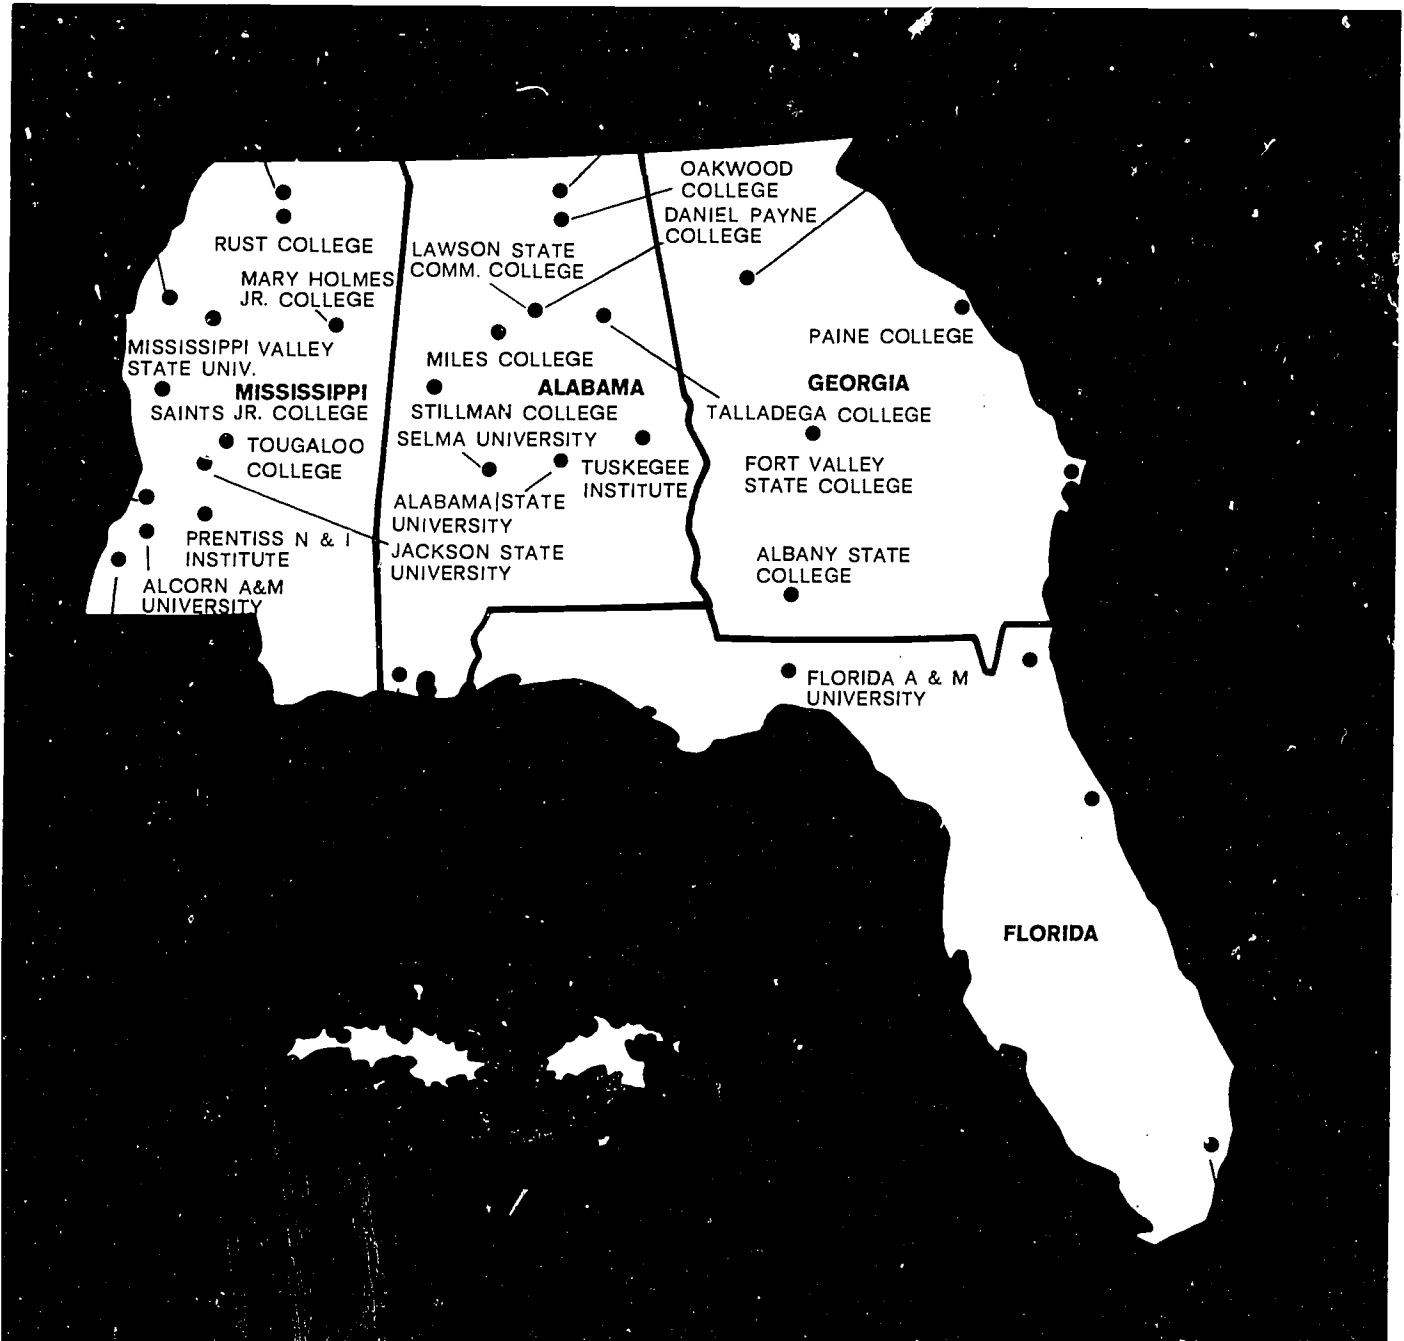 OAKWOOD
COLLEGE
DANIEL PAYNE
COLLEGE
RUST COLLEGE
LAWSON STATE
COMM. COLLEGE
MARY HOLMES
JR. COLLEGE
PAINE COLLEGE
MISSISSIPPI VALLEY
STATE UNIV.
MILES COLLEGE
MISSISSIPPI
ALABAMA
GEORGIA
SAINTS JR. COLLEGE
STILLMAN COLLEGE
TALLADEGA COLLEGE
TOUGALOO
COLLEGE
SELMA UNIVERSITY
TUSKEGEE
INSTITUTE
FORT VALLEY
STATE COLLEGE
ALABAMA STATE
UNIVERSITY
PRENTISS N & I
INSTITUTE
JACKSON STATE
UNIVERSITY
ALBANY STATE
COLLEGE
ALCORN A&M
UNIVERSITY
FLORIDA A & M
UNIVERSITY
FLORIDA